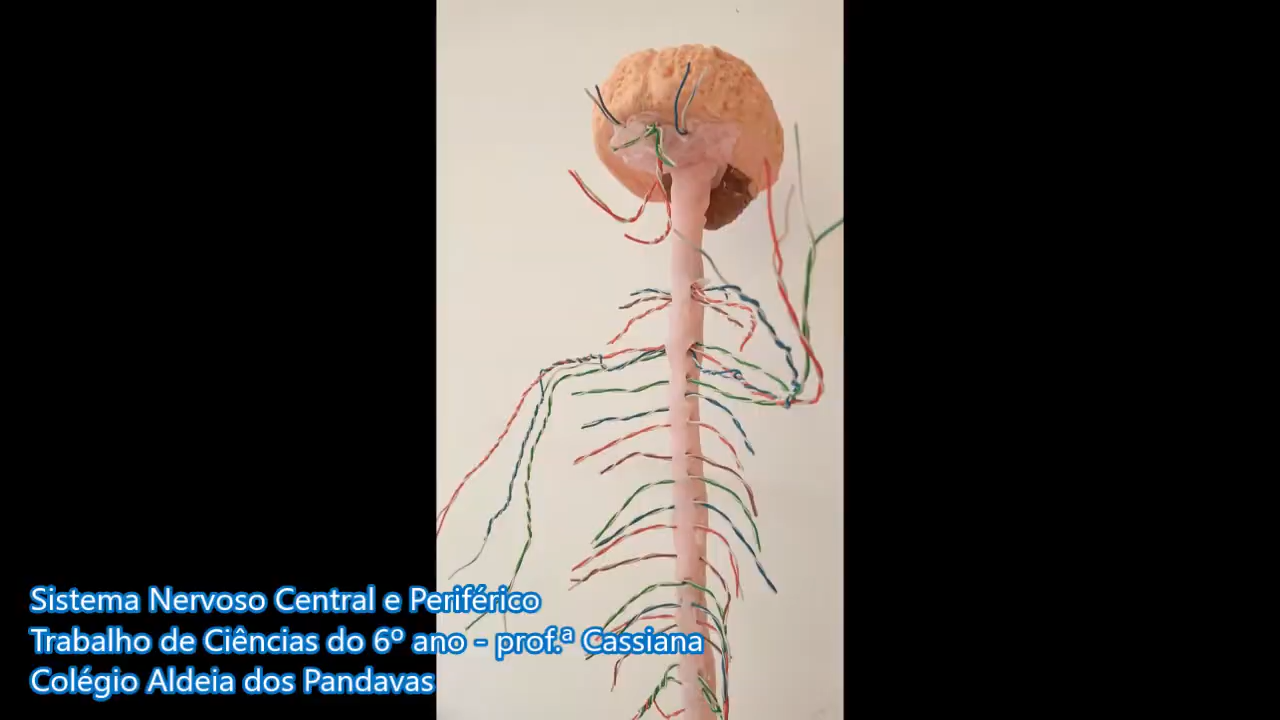 Sistema Nervoso Central e Periférico
Trabalho de Ciências do 6º ano - prof.ª Cassiana
Colégio Aldeia dos Pandavas